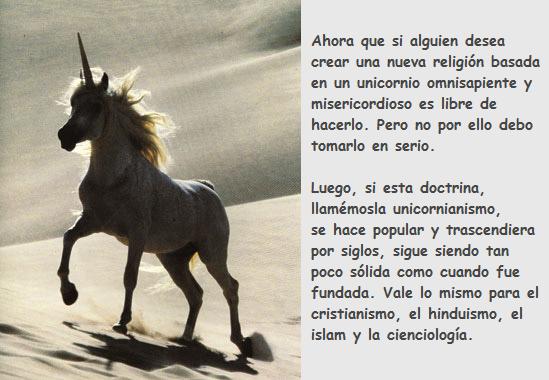 Ahora que si alguien desea
crear una nueva religión basada
en un unicornio omnisapiente y
misericordioso es libre de
hacerlo. Pero no por ello debo
tomarlo en serio.
Luego, si esta doctrina,
llamémosla unicornianismo,
se hace popular y trascendiera
por siglos, sigue siendo tan
poco sólida como cuando fue
fundada. Vale lo mismo para el
cristianismo, el hinduismo, el
islam y la cienciología.